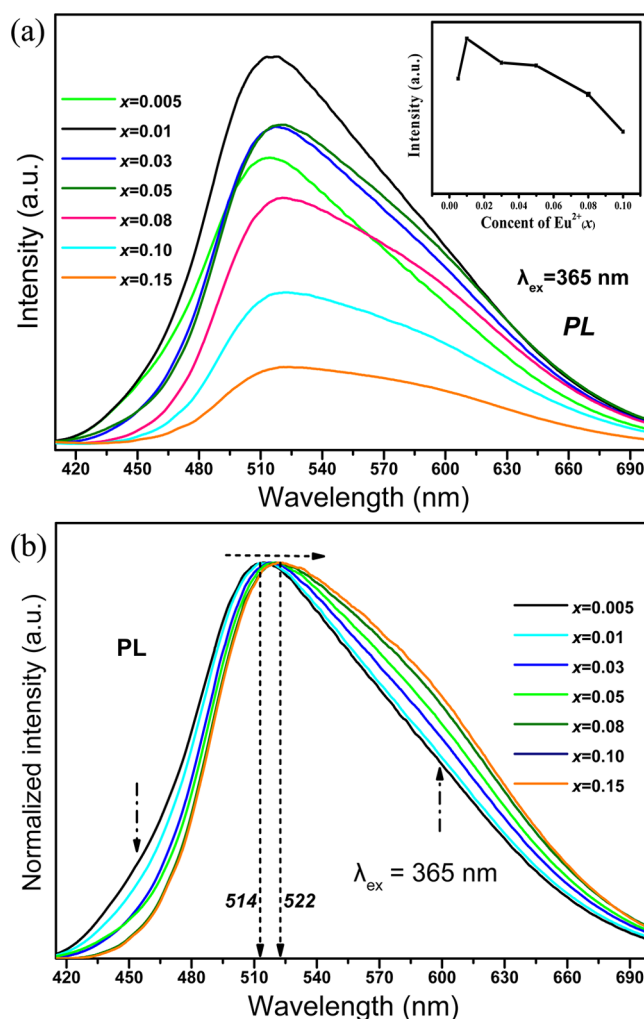 (a)
x=0.005
x=0.01
x=0.03
x=0.05
x=0.08
x=0.10
x=0.15
Intensity (a.u.)
Intensity (a.u.)
0.00 0.02 0.04 0.06 0.08 0.10
Concent of Eu²⁺(x)
λex=365 nm
PL
420 450 480 510 540 570 600 630 660 690
Wavelength (nm)
(b)
PL
x=0.005
x=0.01
x=0.03
x=0.05
x=0.08
x=0.10
x=0.15
Normalized intensity (a.u.)
λex = 365 nm
514 522
420 450 480 510 540 570 600 630 660 690
Wavelength (nm)